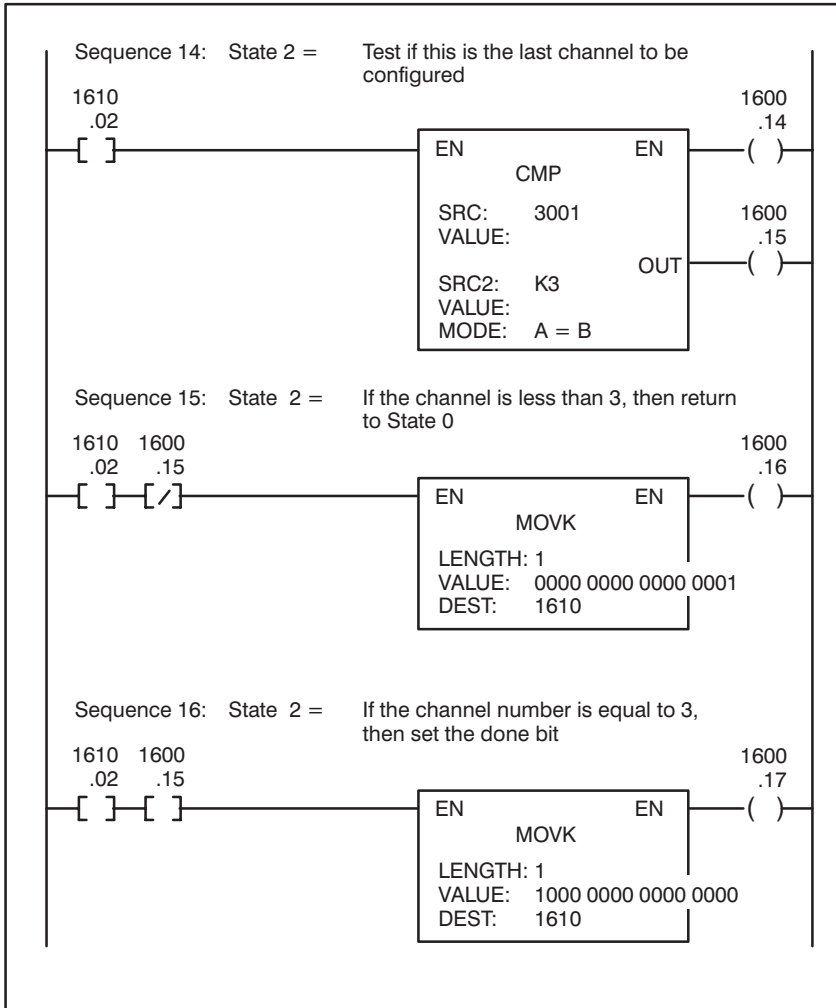 Sequence 14: State 2 = Test if this is the last channel to be
configured
1610 1600
.02 .14
EN EN
CMP
SRC: 3001 1600
VALUE: .15
OUT
SRC2: K3
VALUE:
MODE: A = B
Sequence 15: State 2 = If the channel is less than 3, then return
to State 0
1610 1600 1600
.02 .15 .16
EN EN
MOVK
LENGTH: 1
VALUE: 0000 0000 0000 0001
DEST: 1610
Sequence 16: State 2 = If the channel number is equal to 3,
then set the done bit
1610 1600 1600
.02 .15 .17
EN EN
MOVK
LENGTH: 1
VALUE: 1000 0000 0000 0000
DEST: 1610